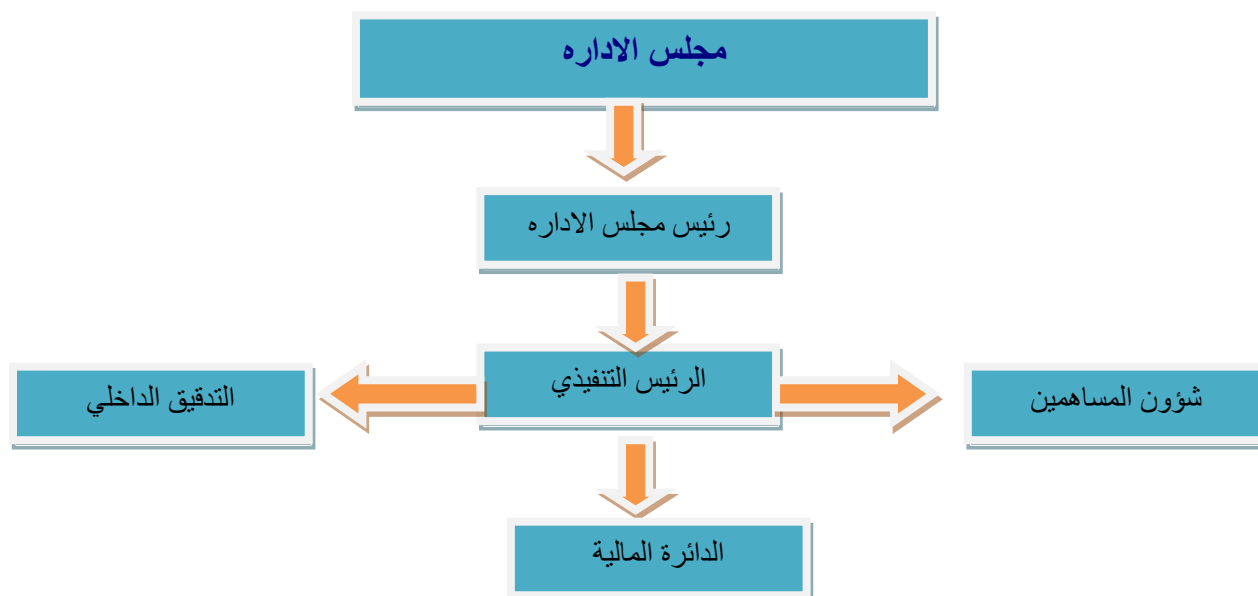 مجلس الاداره
رئيس مجلس الاداره
الرئيس التنفيذي
شؤون المساهمين
التدقيق الداخلي
الدائرة المالية